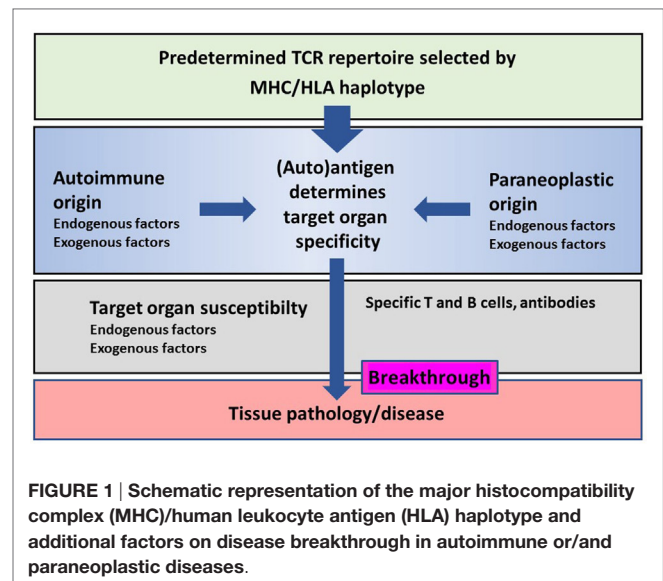 Predetermined TCR repertoire selected by
MHC/HLA haplotype
Autoimmune
origin
Endogenous factors
Exogenous factors
(Auto)antigen
determines
target organ
specificity
Paraneoplastic
origin
Endogenous factors
Exogenous factors
Target organ susceptibilty
Endogenous factors
Exogenous factors
Specific T and B cells, antibodies
Breakthrough
Tissue pathology/disease
FIGURE 1 | Schematic representation of the major histocompatibility
complex (MHC)/human leukocyte antigen (HLA) haplotype and
additional factors on disease breakthrough in autoimmune or/and
paraneoplastic diseases.